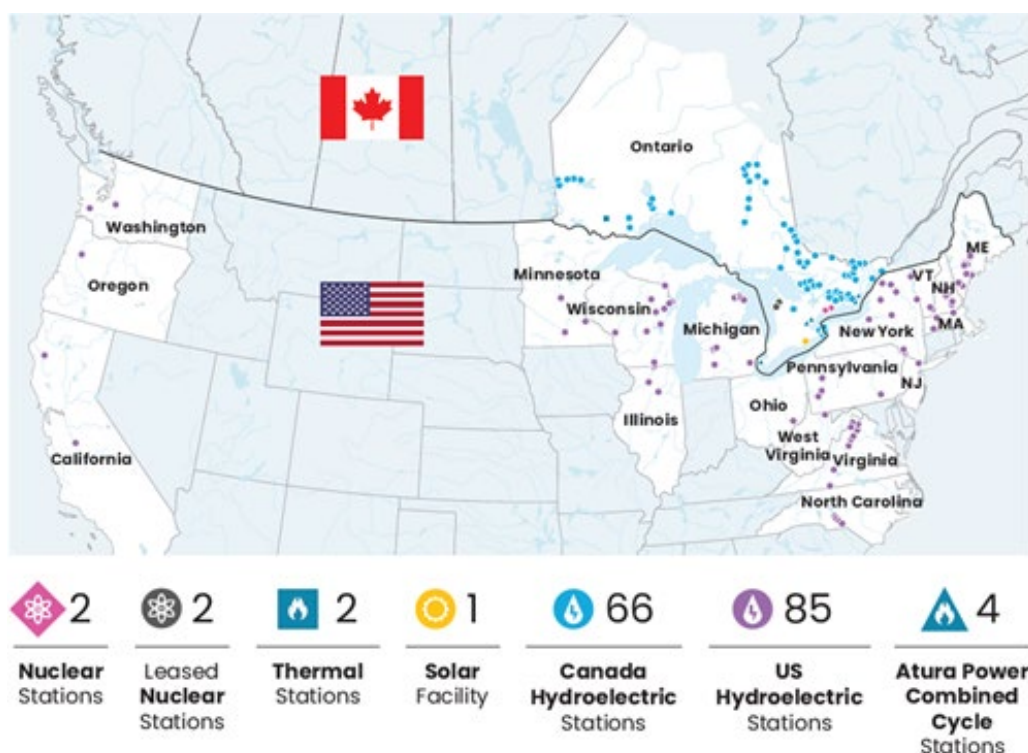 Ontario
Washington
Oregon
Minnesota
Wisconsin
Michigan
ME
VT
NH
MA
New York
Pennsylvania
NJ
Illinois
Ohio
West
Virginia
Virginia
California
North Carolina
2
Nuclear
Stations
2
Leased
Nuclear
Stations
2
Thermal
Stations
1
Solar
Facility
66
Canada
Hydroelectric
Stations
85
US
Hydroelectric
Stations
4
Atura Power
Combined
Cycle
Stations